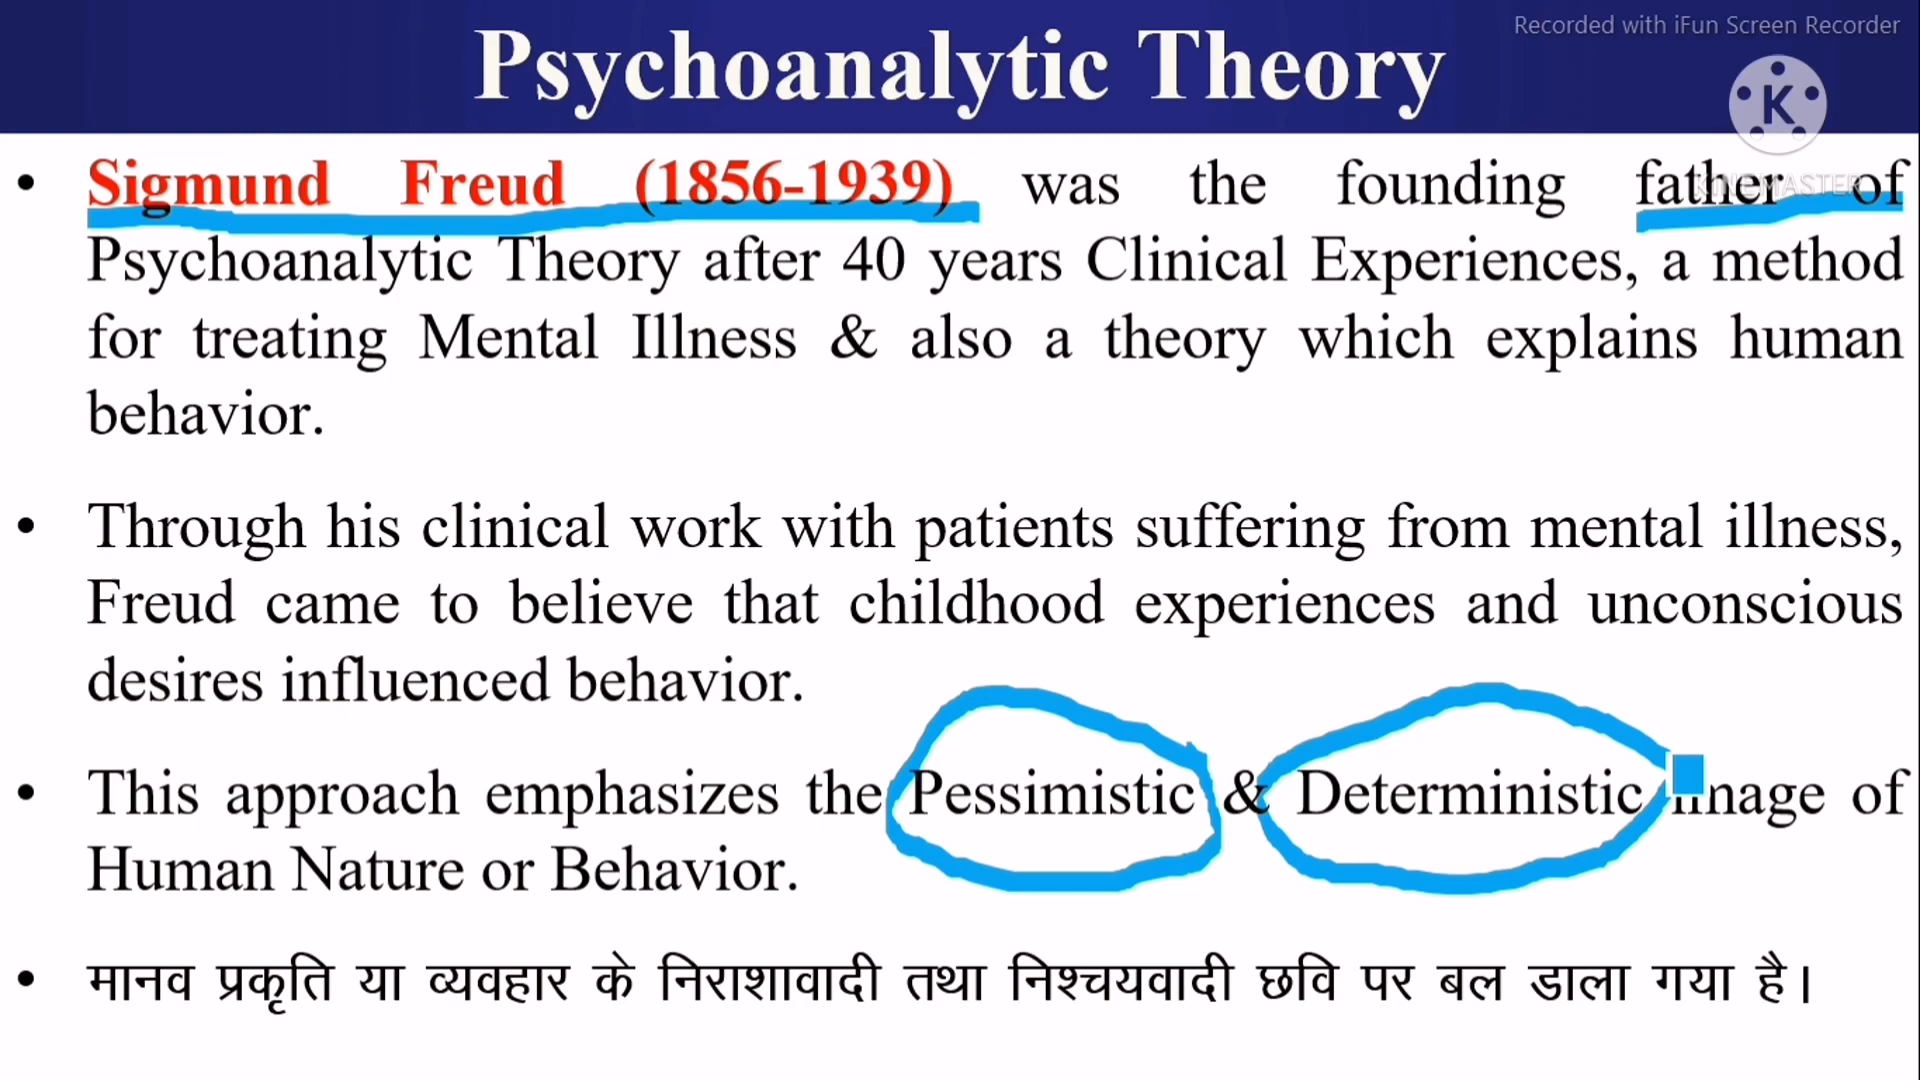 Recorded with iFun Screen Recorder
Psychoanalytic Theory
K
KINEMASTER
• Sigmund Freud (1856-1939) was the founding father of
Psychoanalytic Theory after 40 years Clinical Experiences, a method
for treating Mental Illness & also a theory which explains human
behavior.
• Through his clinical work with patients suffering from mental illness,
Freud came to believe that childhood experiences and unconscious
desires influenced behavior.
• This approach emphasizes the Pessimistic & Deterministic image of
Human Nature or Behavior.
• मानव प्रकृति या व्यवहार के निराशावादी तथा निश्चयवादी छवि पर बल डाला गया है।